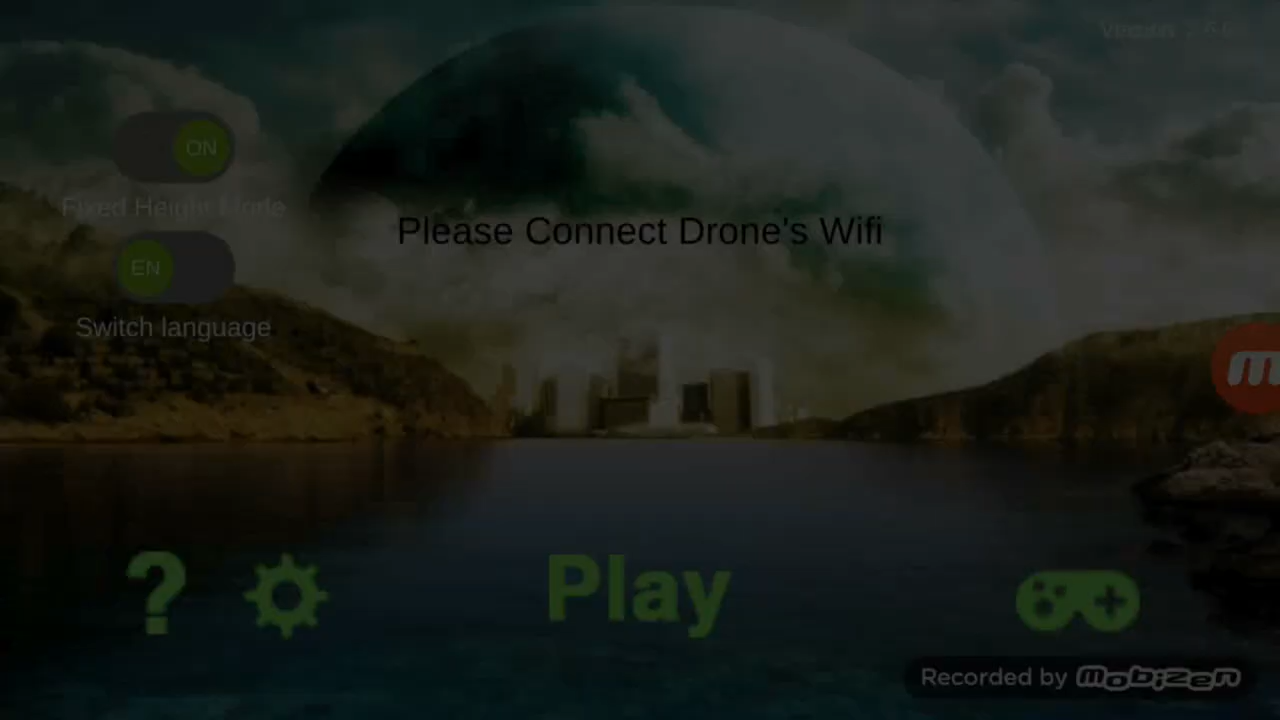 ON
Fixed Height Mode
Please Connect Drone's Wifi
EN
Switch language
?
Play
Recorded by mobizen